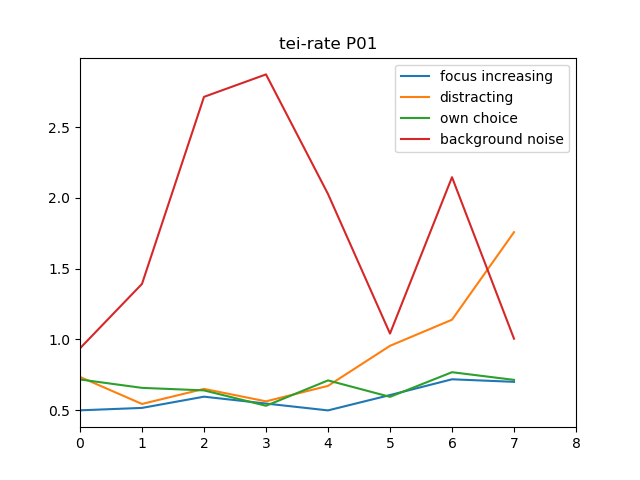 tei-rate P01
focus increasing
distracting
own choice
background noise
2.5
2.0
1.5
1.0
0.5
0 1 2 3 4 5 6 7 8